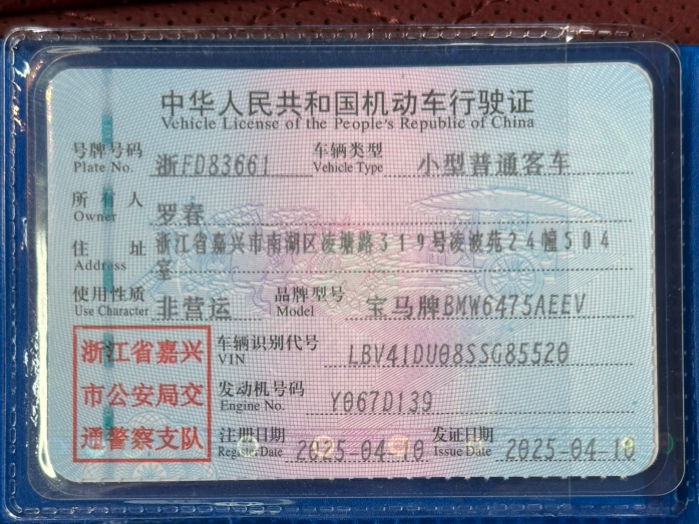 中华人民共和国机动车行驶证
Vehicle License of the People's Republic of China
号牌号码 浙FD83661 车辆类型 小型普通客车
Plate No. Vehicle Type
所有人 罗春
Owner
住址 浙江省嘉兴市南湖区凌塘路319号凌波苑24幢504
Address 室
使用性质 非营运 品牌型号 宝马牌BMW6475AEEV
Use Character Model
浙江省嘉兴
市公安局交
通警察支队
车辆识别代号 LBV41DU08SSG85520
VIN
发动机号码 Y067D139
Engine No.
注册日期 2025-04-10 发证日期 2025-04-10
Register Date Issue Date